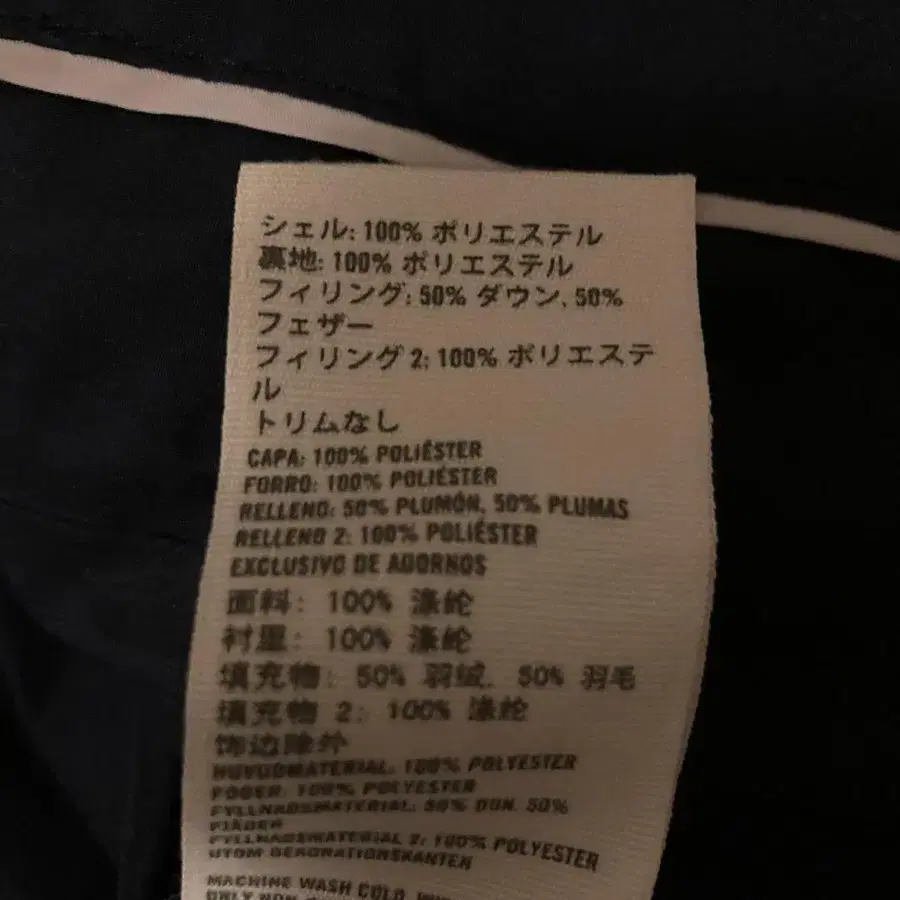 シェル: 100% ポリエステル
裏地: 100% ポリエステル
フィリング: 50% ダウン, 50%
フェザー
フィリング 2: 100% ポリエステ
ル
トリムなし
CAPA: 100% POLIÉSTER
FORRO: 100% POLIÉSTER
RELLENO: 50% PLUMÓN, 50% PLUMAS
RELLENO 2: 100% POLIÉSTER
EXCLUSIVO DE ADORNOS
面料: 100% 涤纶
衬里: 100% 涤纶
填充物: 50% 羽绒, 50% 羽毛
填充物 2: 100% 涤纶
饰边除外
HUVUDMATERIAL: 100% POLYESTER
FODER: 100% POLYESTER
FYLLNADSMATERIAL: 50% DUN, 50%
FJÄDER
FYLLNADSMATERIAL 2: 100% POLYESTER
UTOM DEKORATIONSKANTEN
MACHINE WASH COLD,
ONLY NON